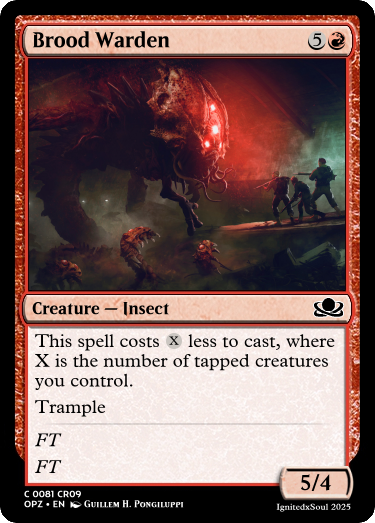 Brood Warden 5
Creature — Insect
This spell costs X less to cast, where
X is the number of tapped creatures
you control.
Trample
FT
FT
5/4
C 0081 CR09
OPZ • EN Guillem H. Pongiluppi
IgnitedxSoul 2025